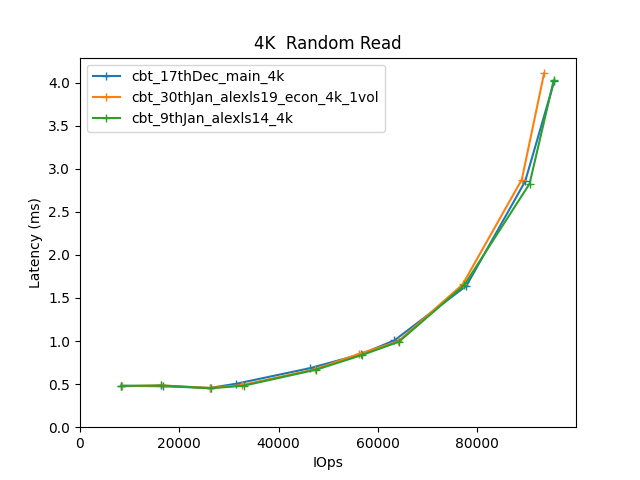 4K  Random Read
cbt_17thDec_main_4k
cbt_30thJan_alexls19_econ_4k_1vol
cbt_9thJan_alexls14_4k
Latency (ms)
4.0
3.5
3.0
2.5
2.0
1.5
1.0
0.5
0.0
0 20000 40000 60000 80000
IOps